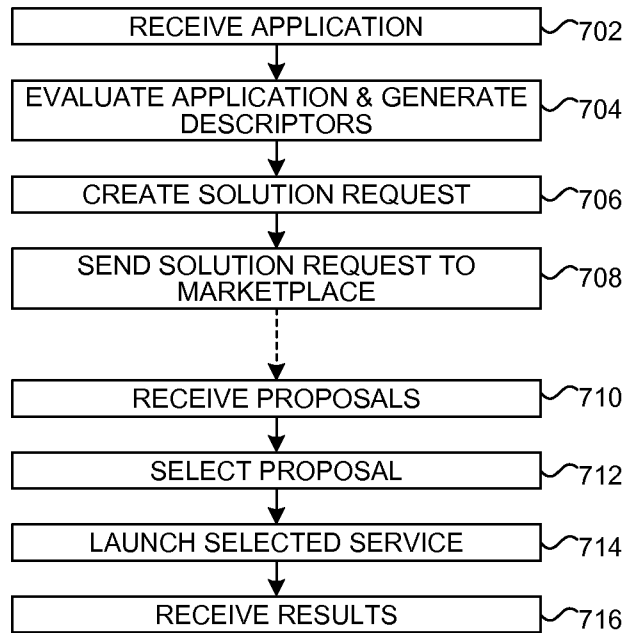 RECEIVE APPLICATION
702
EVALUATE APPLICATION & GENERATE
DESCRIPTORS
704
CREATE SOLUTION REQUEST
706
SEND SOLUTION REQUEST TO
MARKETPLACE
708
RECEIVE PROPOSALS
710
SELECT PROPOSAL
712
LAUNCH SELECTED SERVICE
714
RECEIVE RESULTS
716